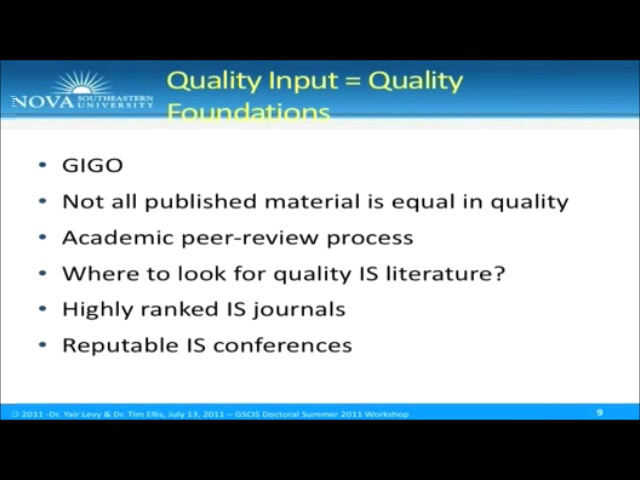 Quality Input = Quality
Foundations
NOVA SOUTHEASTERN
UNIVERSITY
• GIGO
• Not all published material is equal in quality
• Academic peer-review process
• Where to look for quality IS literature?
• Highly ranked IS journals
• Reputable IS conferences
© 2011 -Dr. Yair Levy & Dr. Tim Ellis, July 13, 2011 – GSCIS Doctoral Summer 2011 Workshop
9